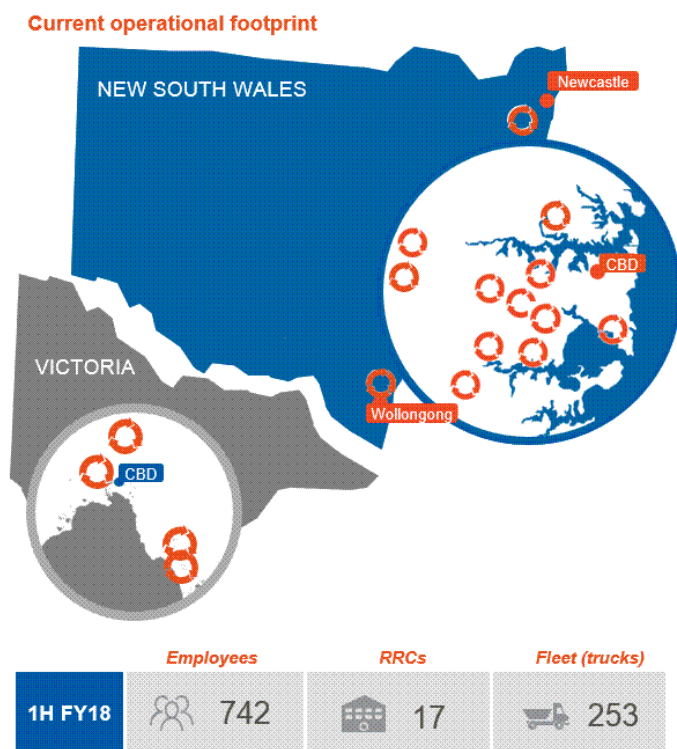 Current operational footprint
NEW SOUTH WALES
Newcastle
CBD
VICTORIA
Wollongong
CBD
Employees
RRCs
Fleet (trucks)
1H FY18
742
17
253